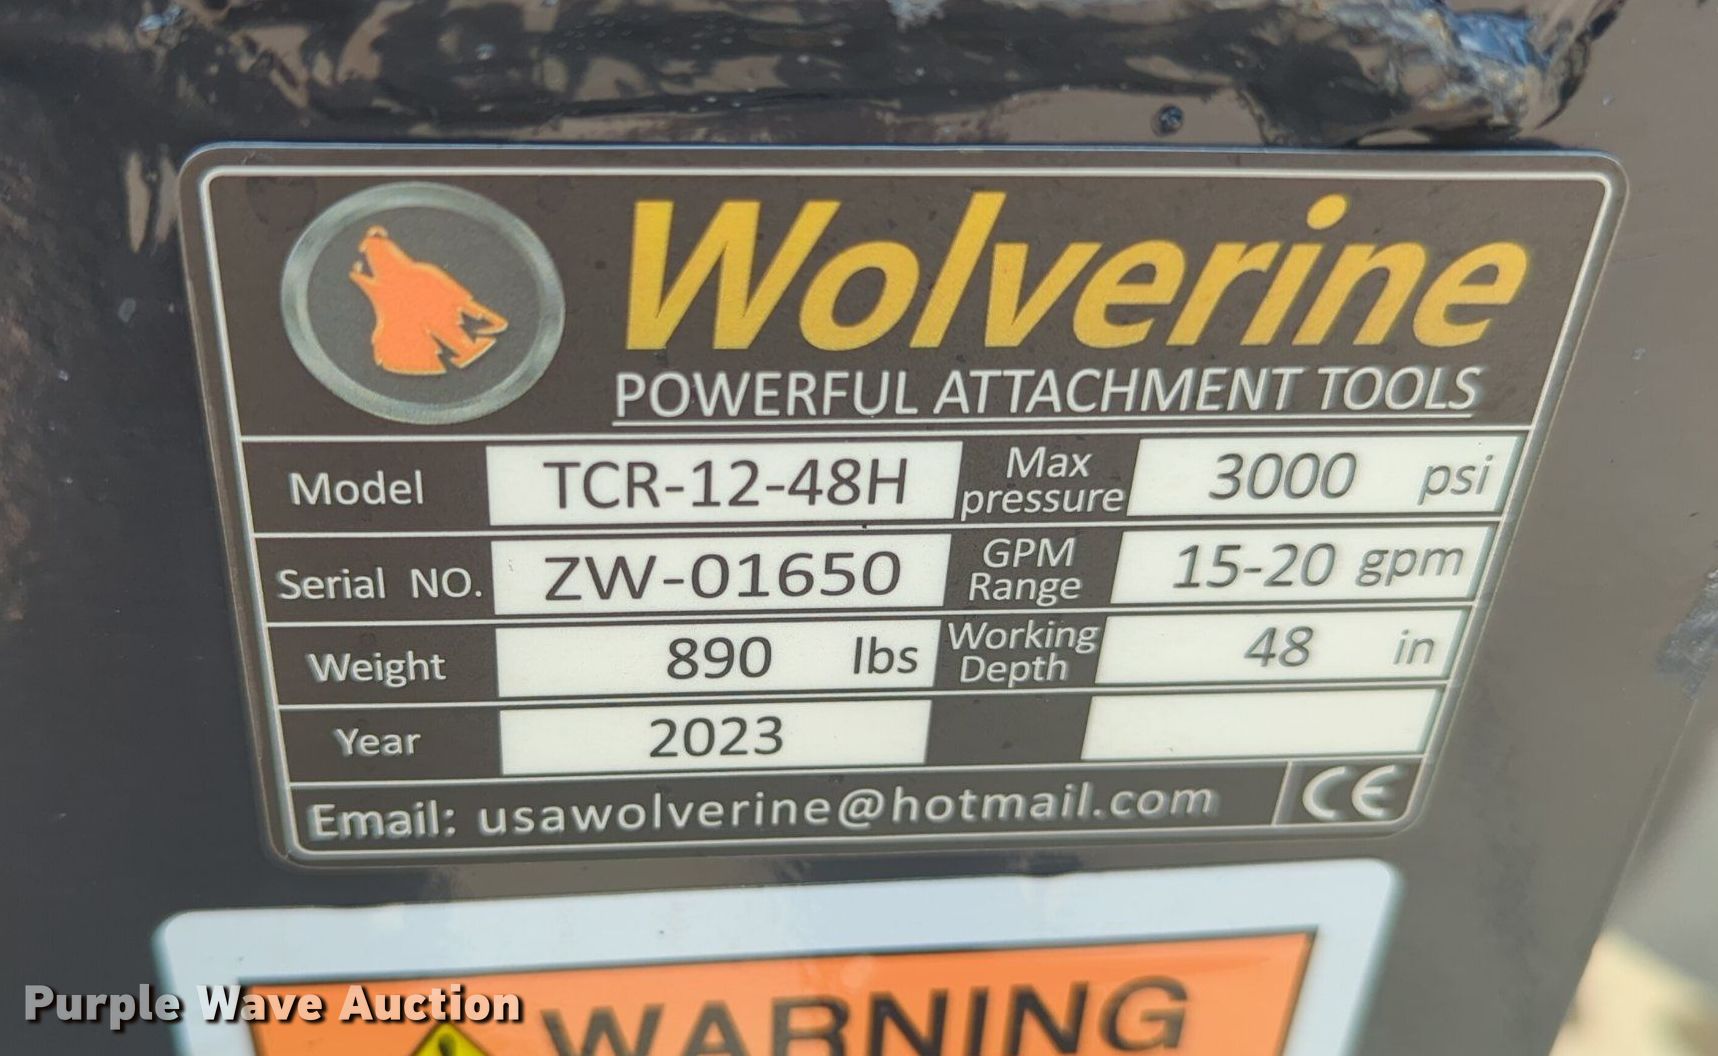 Wolverine
POWERFUL ATTACHMENT TOOLS
Model TCR-12-48H Max pressure 3000 psi
Serial NO. ZW-01650 GPM Range 15-20 gpm
Weight 890 lbs Working Depth 48 in
Year 2023
Email: usawolverine@hotmail.com CE
WARNING
Purple Wave Auction